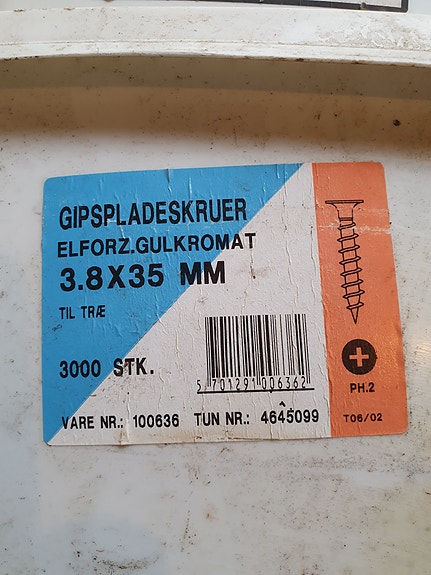 GIPSPLADESKRUER
ELFORZ.GULKROMAT
3.8X35 MM
TIL TRÆ
3000 STK.
5 701291 006362
PH.2
VARE NR.: 100636 TUN NR.: 4645099
T06/02